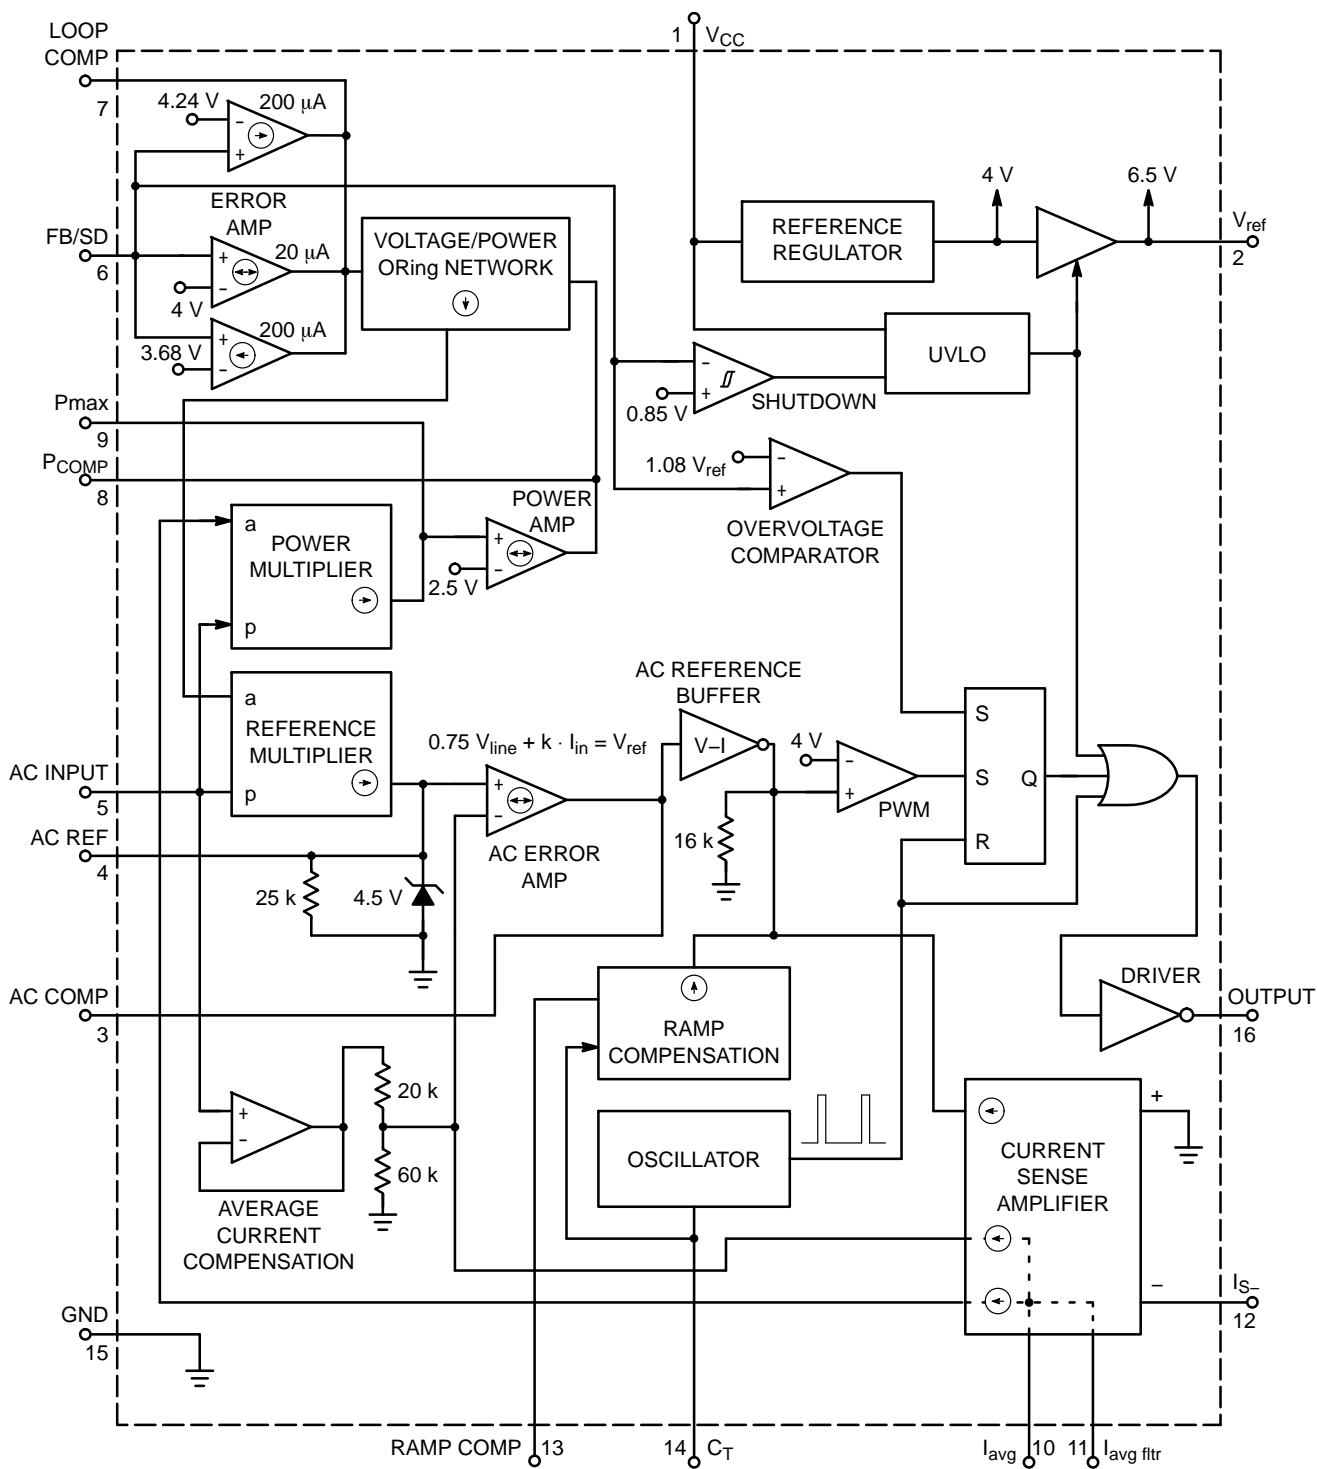 LOOP
COMP
7
1
V_CC
4.24 V
200 μA
−
+
ERROR
AMP
FB/SD
6
+
20 μA
−
4 V
200 μA
+
3.68 V
−
VOLTAGE/POWER
ORing NETWORK
REFERENCE
REGULATOR
4 V
6.5 V
V_ref
2
UVLO
−
+
0.85 V
SHUTDOWN
Pmax
9
P_COMP
8
1.08 V_ref
−
+
OVERVOLTAGE
COMPARATOR
POWER
AMP
+
−
2.5 V
a
POWER
MULTIPLIER
p
a
REFERENCE
MULTIPLIER
p
0.75 V_line + k · I_in = V_ref
AC REFERENCE
BUFFER
V–I
4 V
−
+
PWM
S
S
Q
R
AC INPUT
5
AC REF
4
+
−
AC ERROR
AMP
16 k
25 k
4.5 V
AC COMP
3
RAMP
COMPENSATION
DRIVER
OUTPUT
16
20 k
+
−
60 k
AVERAGE
CURRENT
COMPENSATION
OSCILLATOR
+
CURRENT
SENSE
AMPLIFIER
−
I_S–
12
GND
15
RAMP COMP
13
14
C_T
I_avg
10
11
I_avg fltr